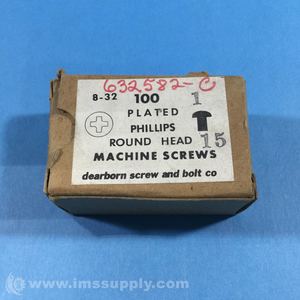 632582-C
8-32 100 1
PLATED
PHILLIPS
ROUND HEAD 15
MACHINE SCREWS
dearborn screw and bolt co
© www.imssupply.com